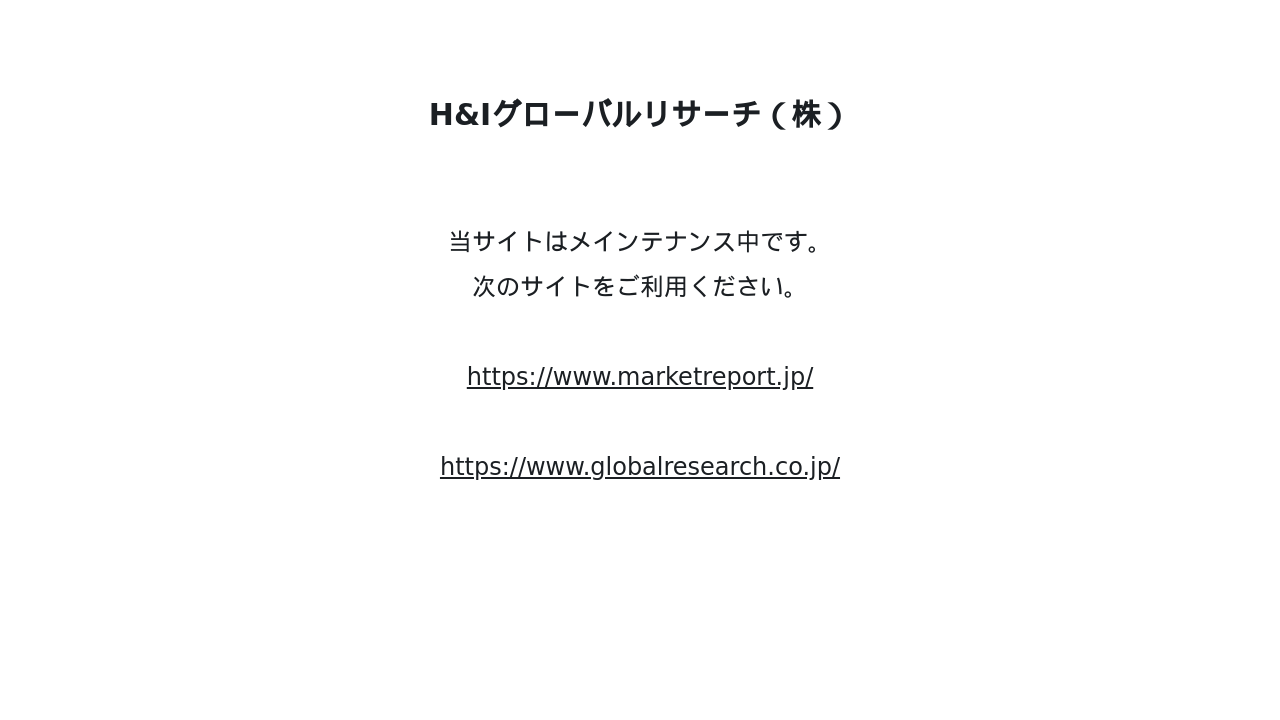 H&Iグローバルリサーチ（株）
当サイトはメインテナンス中です。
次のサイトをご利用ください。
https://www.marketreport.jp/
https://www.globalresearch.co.jp/